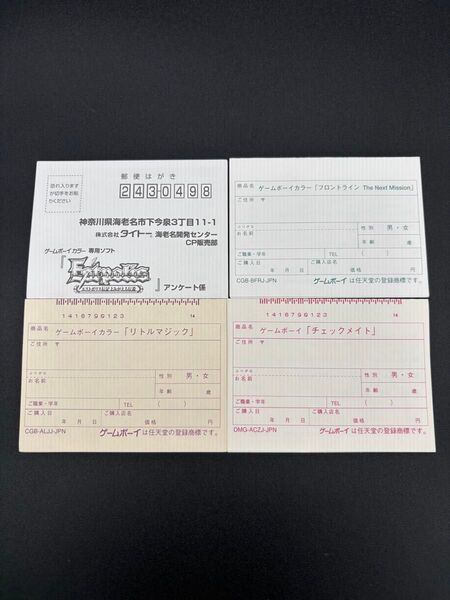 恐れ入ります
が切手をお貼
りください
郵便はがき
2430498
神奈川県海老名市下今泉3丁目11-1
株式会社 タイトー 海老名開発センター
CP販売部
ゲームボーイ カラー 専用ソフト
『Estpolis』アンケート係
商品名 ゲームボーイカラー「フロントライン The Next Mission」
ご住所 〒
フリガナ
お名前
性別 男・女
年齢 歳
ご職業・学年 TEL ( )
ご購入日 ご購入店名
年 月 日 価格 円
CGB-BFRJ-JPN ゲームボーイは任天堂の登録商標です。
1416790123 14
商品名 ゲームボーイカラー「リトルマジック」
ご住所 〒
フリガナ
お名前
性別 男・女
年齢 歳
ご職業・学年 TEL ( )
ご購入日 ご購入店名
年 月 日 価格 円
ゲームボーイは任天堂の登録商標です。
CGB-ALJJ-JPN
1416790123 14
商品名 ゲームボーイ「チェックメイト」
ご住所 〒
フリガナ
お名前
性別 男・女
年齢 歳
ご職業・学年 TEL ( )
ご購入日 ご購入店名
年 月 日 価格 円
ゲームボーイは任天堂の登録商標です。
DMG-ACZJ-JPN